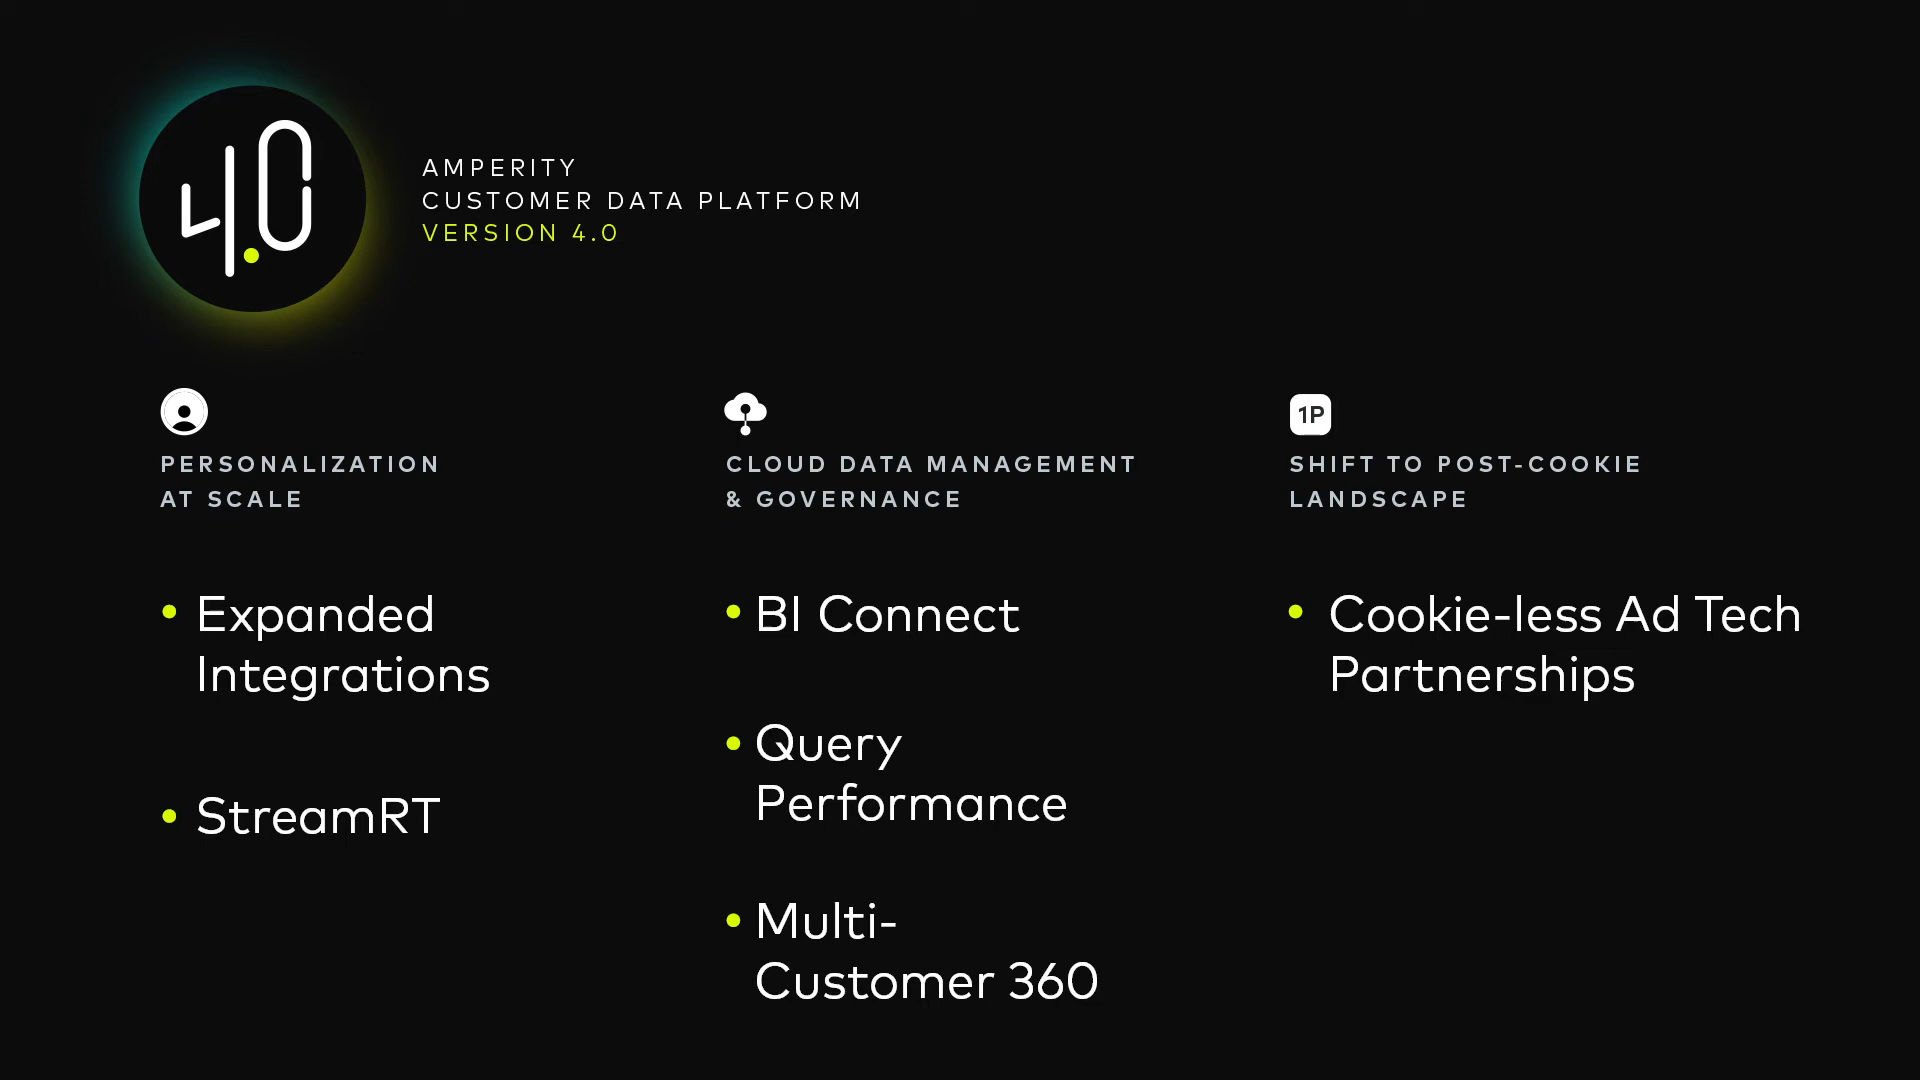 4.0
AMPERITY
CUSTOMER DATA PLATFORM
VERSION 4.0
PERSONALIZATION
AT SCALE
• Expanded
Integrations
• StreamRT
CLOUD DATA MANAGEMENT
& GOVERNANCE
• BI Connect
• Query
Performance
• Multi-
Customer 360
1P
SHIFT TO POST-COOKIE
LANDSCAPE
• Cookie-less Ad Tech
Partnerships